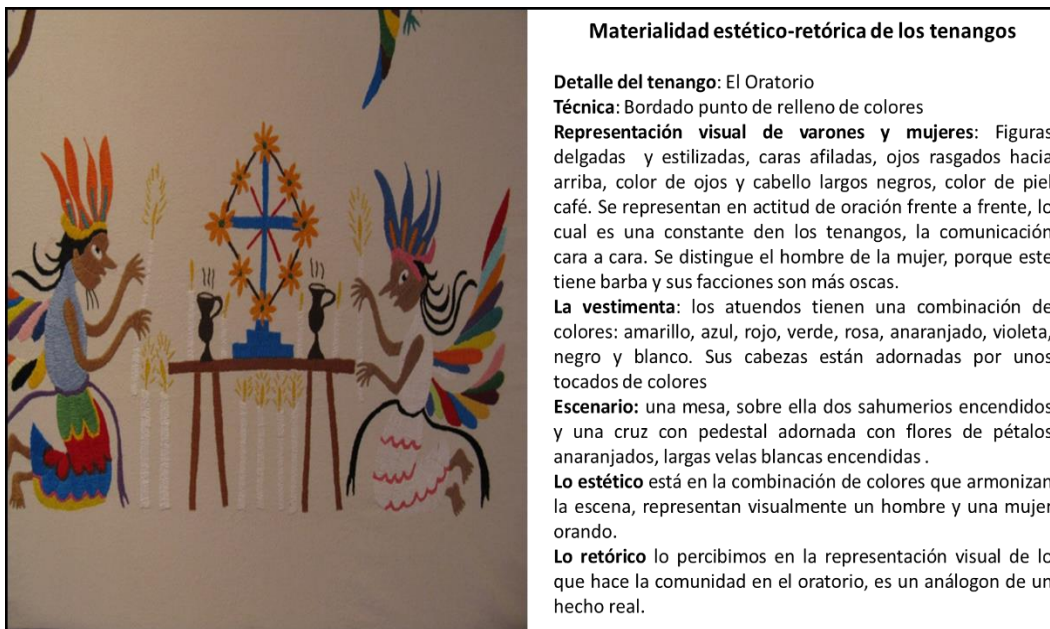 Materialidad estético-retórica de los tenangos
Detalle del tenango: El Oratorio
Técnica: Bordado punto de relleno de colores
Representación visual de varones y mujeres: Figuras
delgadas y estilizadas, caras afiladas, ojos rasgados hacia
arriba, color de ojos y cabello largos negros, color de piel
café. Se representan en actitud de oración frente a frente, lo
cual es una constante den los tenangos, la comunicación
cara a cara. Se distingue el hombre de la mujer, porque este
tiene barba y sus facciones son más oscas.
La vestimenta: los atuendos tienen una combinación de
colores: amarillo, azul, rojo, verde, rosa, anaranjado, violeta,
negro y blanco. Sus cabezas están adornadas por unos
tocados de colores
Escenario: una mesa, sobre ella dos sahumerios encendidos
y una cruz con pedestal adornada con flores de pétalos
anaranjados, largas velas blancas encendidas .
Lo estético está en la combinación de colores que armonizan
la escena, representan visualmente un hombre y una mujer
orando.
Lo retórico lo percibimos en la representación visual de lo
que hace la comunidad en el oratorio, es un análogon de un
hecho real.